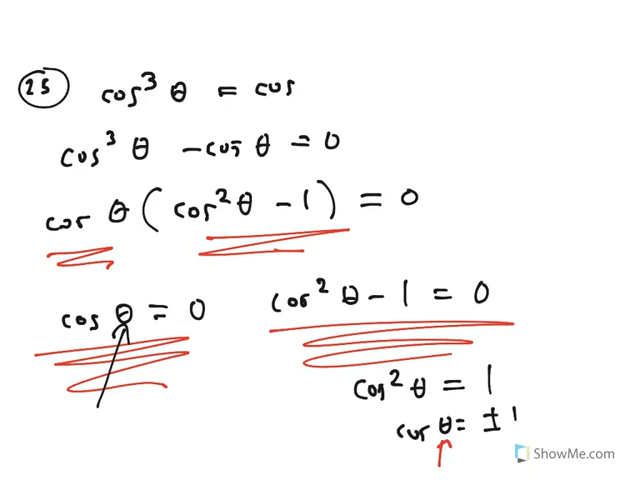 25 cos³ θ = cos
cos³ θ - cos θ = 0
cos θ (cos² θ - 1) = 0
cos θ = 0 cos² θ - 1 = 0
cos² θ = 1
cos θ = ± 1
ShowMe.com